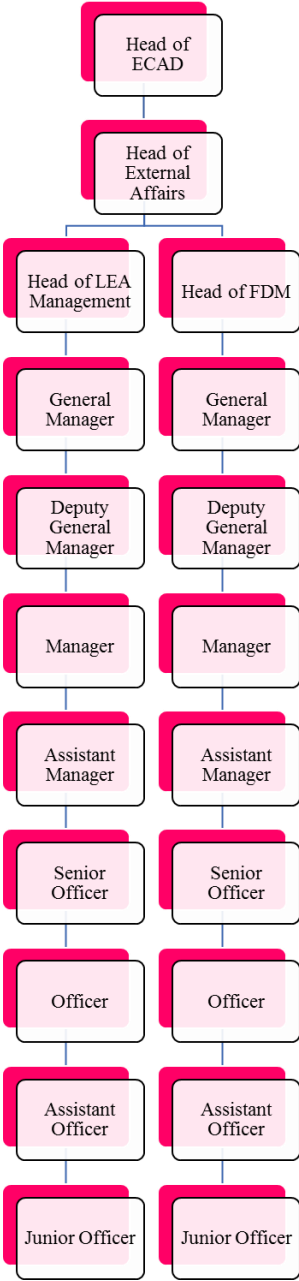 Head of
ECAD
Head of
External
Affairs
Head of LEA
Management
Head of FDM
General
Manager
General
Manager
Deputy
General
Manager
Deputy
General
Manager
Manager
Manager
Assistant
Manager
Assistant
Manager
Senior
Officer
Senior
Officer
Officer
Officer
Assistant
Officer
Assistant
Officer
Junior Officer
Junior Officer